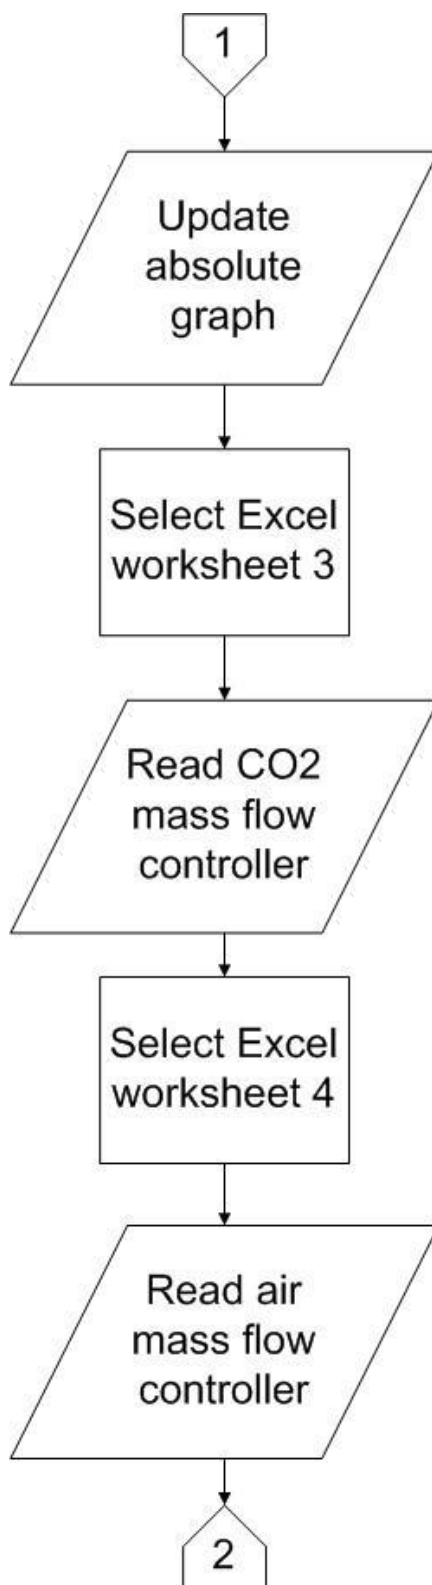 1
Update
absolute
graph
Select Excel
worksheet 3
Read CO2
mass flow
controller
Select Excel
worksheet 4
Read air
mass flow
controller
2